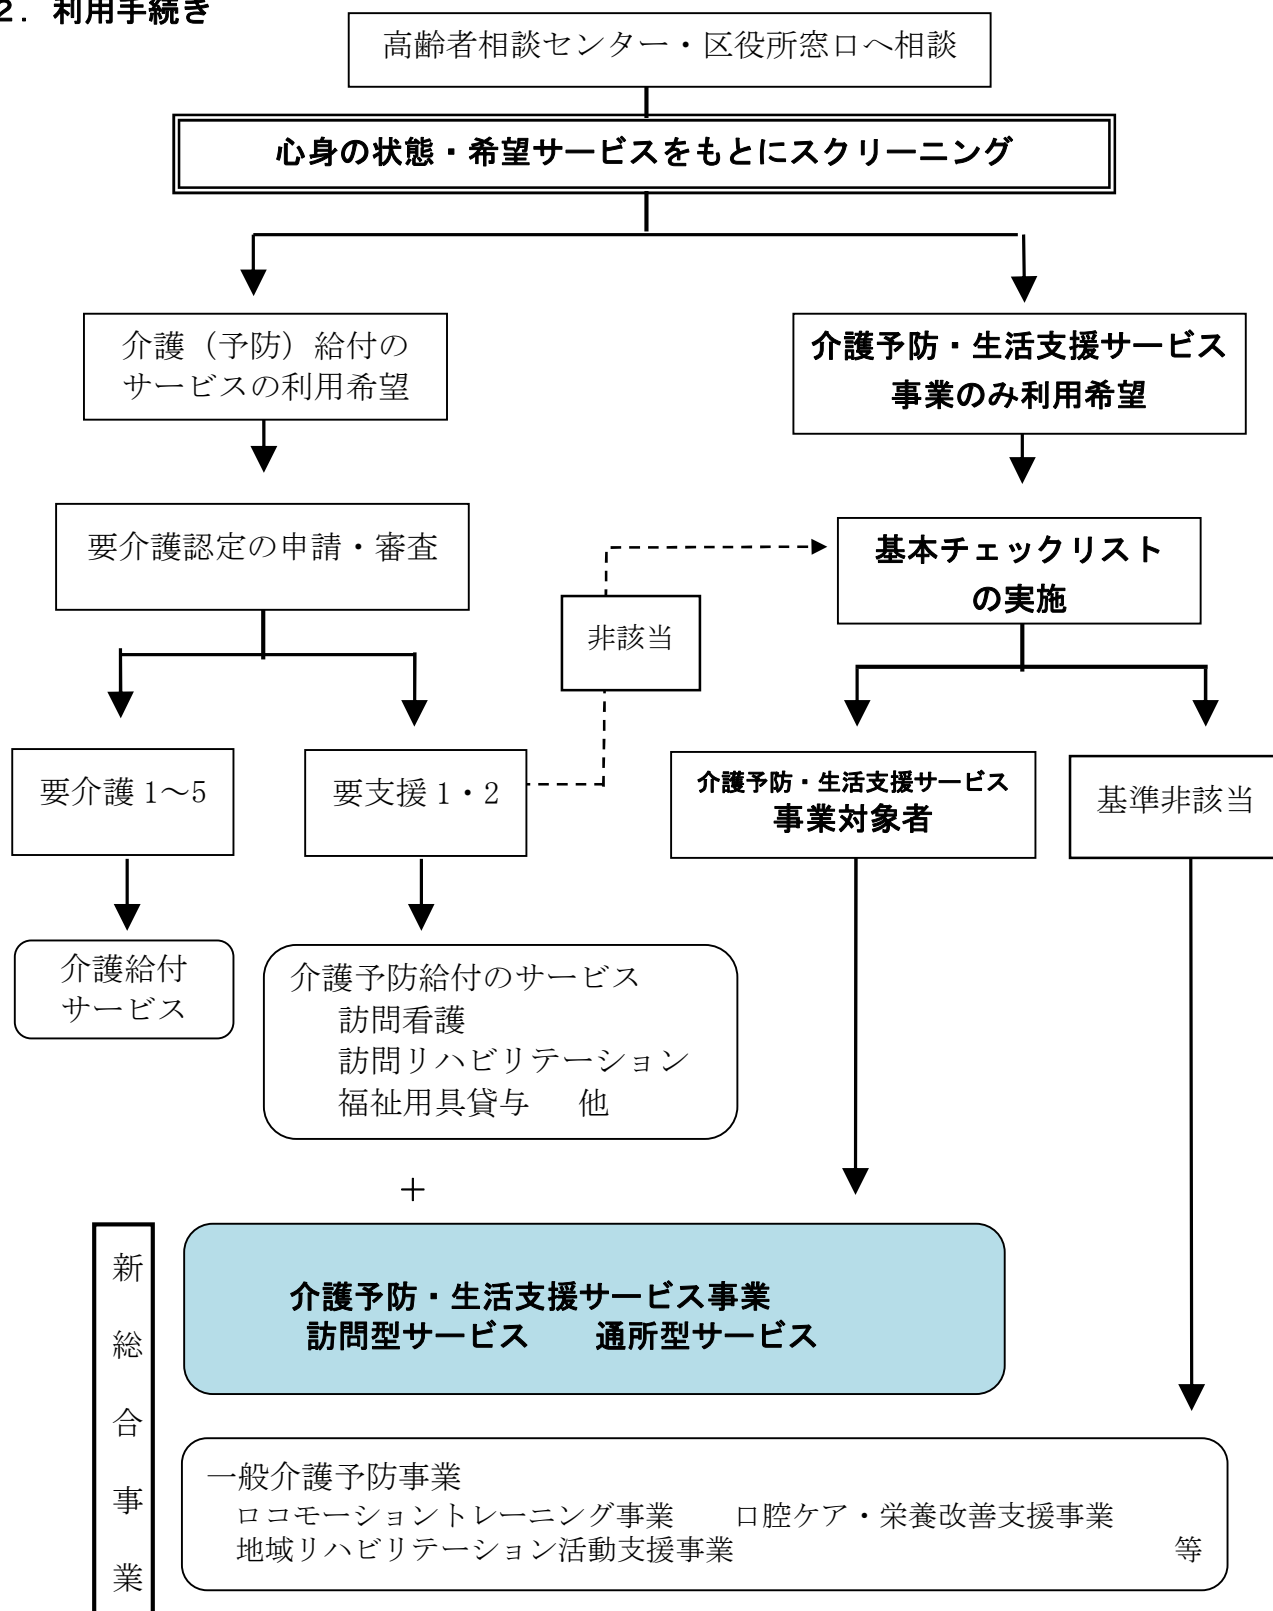 2．利用手続き
高齢者相談センター・区役所窓口へ相談
心身の状態・希望サービスをもとにスクリーニング
介護（予防）給付の
サービスの利用希望
介護予防・生活支援サービス
事業のみ利用希望
要介護認定の申請・審査
基本チェックリスト
の実施
非該当
要介護1～5
要支援1・2
介護予防・生活支援サービス
事業対象者
基準非該当
介護給付
サービス
介護予防給付のサービス
訪問看護
訪問リハビリテーション
福祉用具貸与　他
＋
新総合事業
介護予防・生活支援サービス事業
訪問型サービス　　通所型サービス
一般介護予防事業
ロコモーショントレーニング事業　　口腔ケア・栄養改善支援事業
地域リハビリテーション活動支援事業　　等